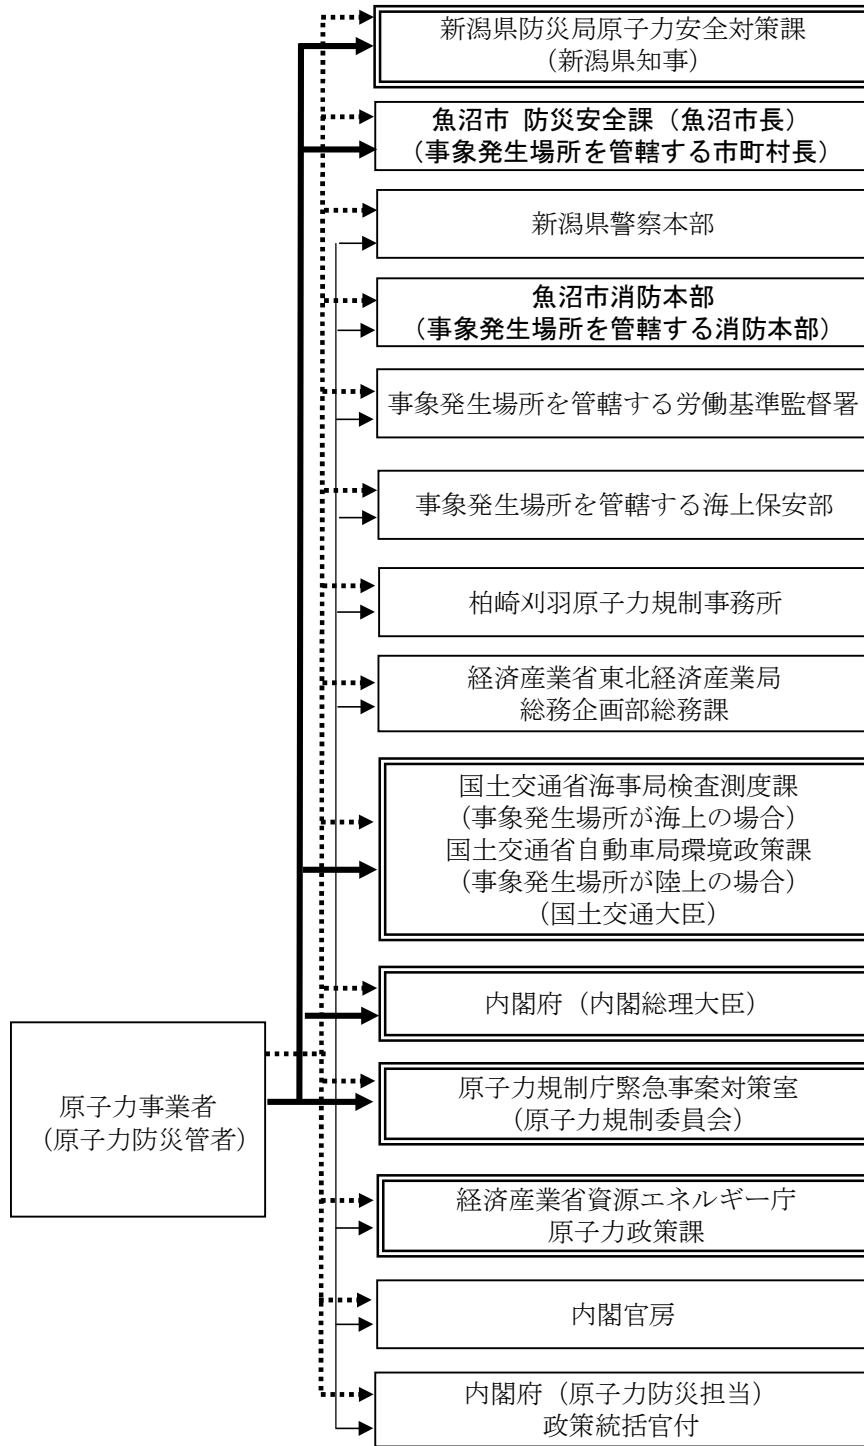 新潟県防災局原子力安全対策課
(新潟県知事)
魚沼市 防災安全課(魚沼市長)
(事象発生場所を管轄する市町村長)
新潟県警察本部
魚沼市消防本部
(事象発生場所を管轄する消防本部)
事象発生場所を管轄する労働基準監督署
事象発生場所を管轄する海上保安部
柏崎刈羽原子力規制事務所
経済産業省東北経済産業局
総務企画部総務課
国土交通省海事局検査測度課
(事象発生場所が海上の場合)
国土交通省自動車局環境政策課
(事象発生場所が陸上の場合)
(国土交通大臣)
内閣府(内閣総理大臣)
原子力事業者
(原子力防災管者)
原子力規制庁緊急事案対策室
(原子力規制委員会)
経済産業省資源エネルギー庁
原子力政策課
内閣官房
内閣府(原子力防災担当)
政策統括官付